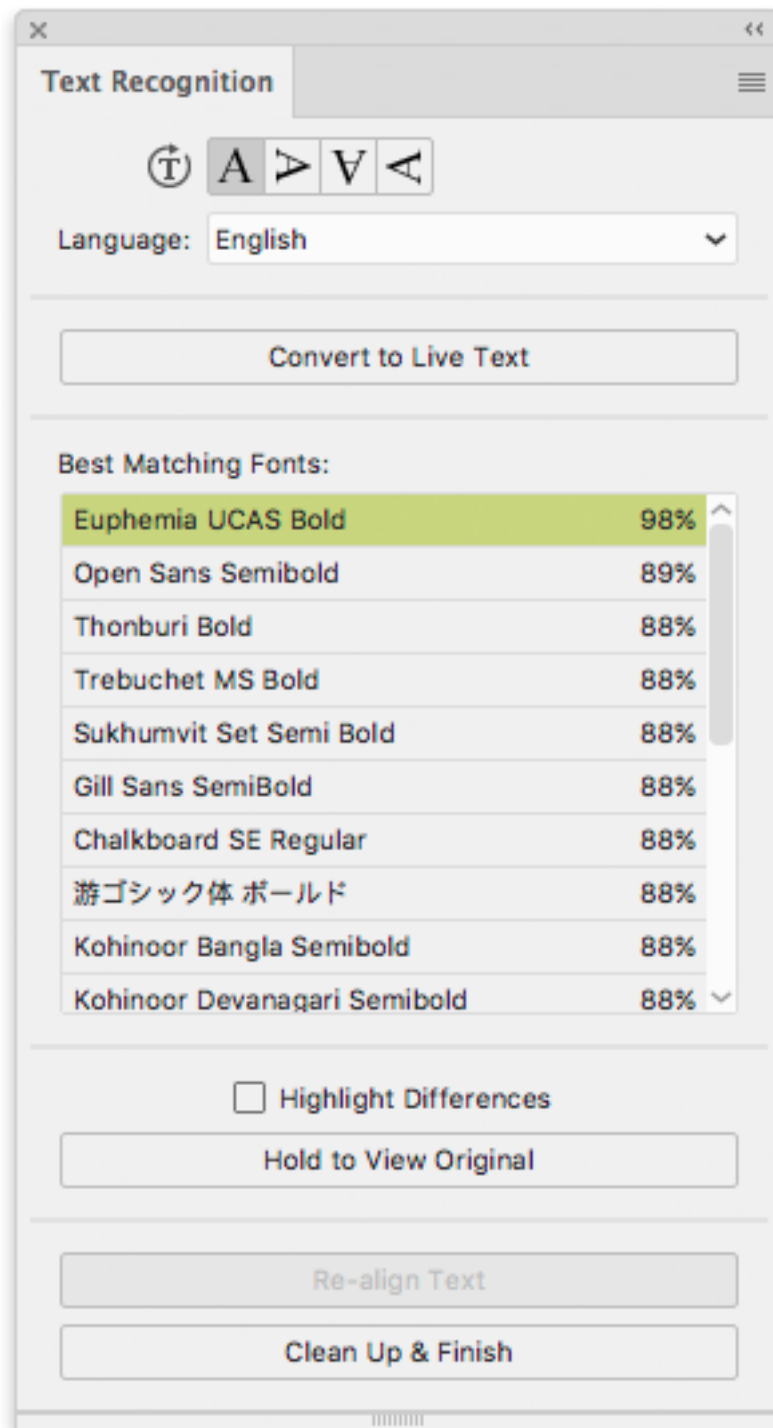 Text Recognition
T A A A A
Language: English
Convert to Live Text
Best Matching Fonts:
Euphemia UCAS Bold 98%
Open Sans Semibold 89%
Thonburi Bold 88%
Trebuchet MS Bold 88%
Sukhumvit Set Semi Bold 88%
Gill Sans SemiBold 88%
Chalkboard SE Regular 88%
游ゴシック体 ボールド 88%
Kohinoor Bangla Semibold 88%
Kohinoor Devanagari Semibold 88%
Highlight Differences
Hold to View Original
Re-align Text
Clean Up & Finish